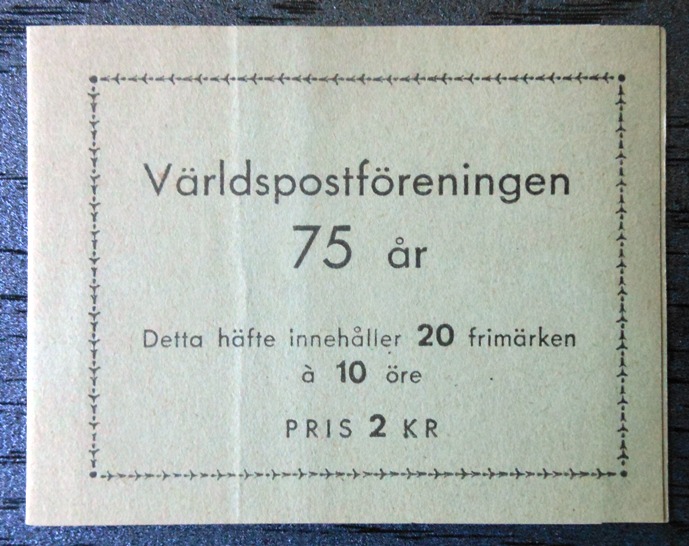 Världspostföreningen
75 år
Detta häfte innehåller 20 frimärken
à 10 öre
PRIS 2 KR